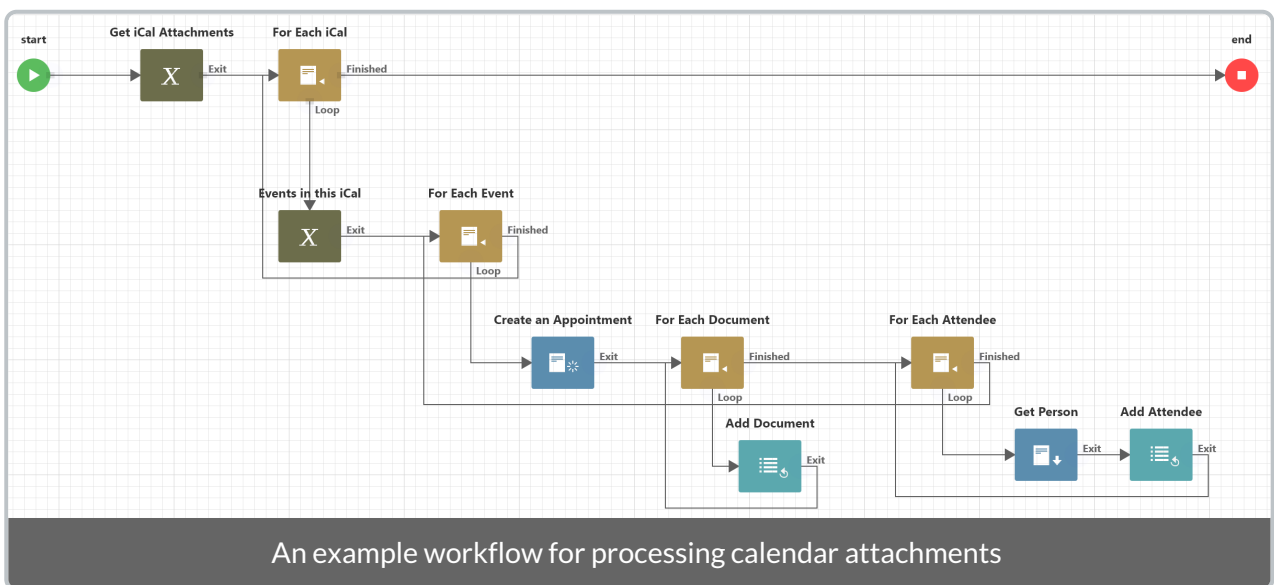 start
Get iCal Attachments
For Each iCal
end
X
Exit
Finished
Loop
Events in this iCal
For Each Event
X
Exit
Finished
Loop
Create an Appointment
For Each Document
For Each Attendee
Exit
Finished
Finished
Loop
Loop
Add Document
Get Person
Add Attendee
Exit
Exit
Exit
An example workflow for processing calendar attachments